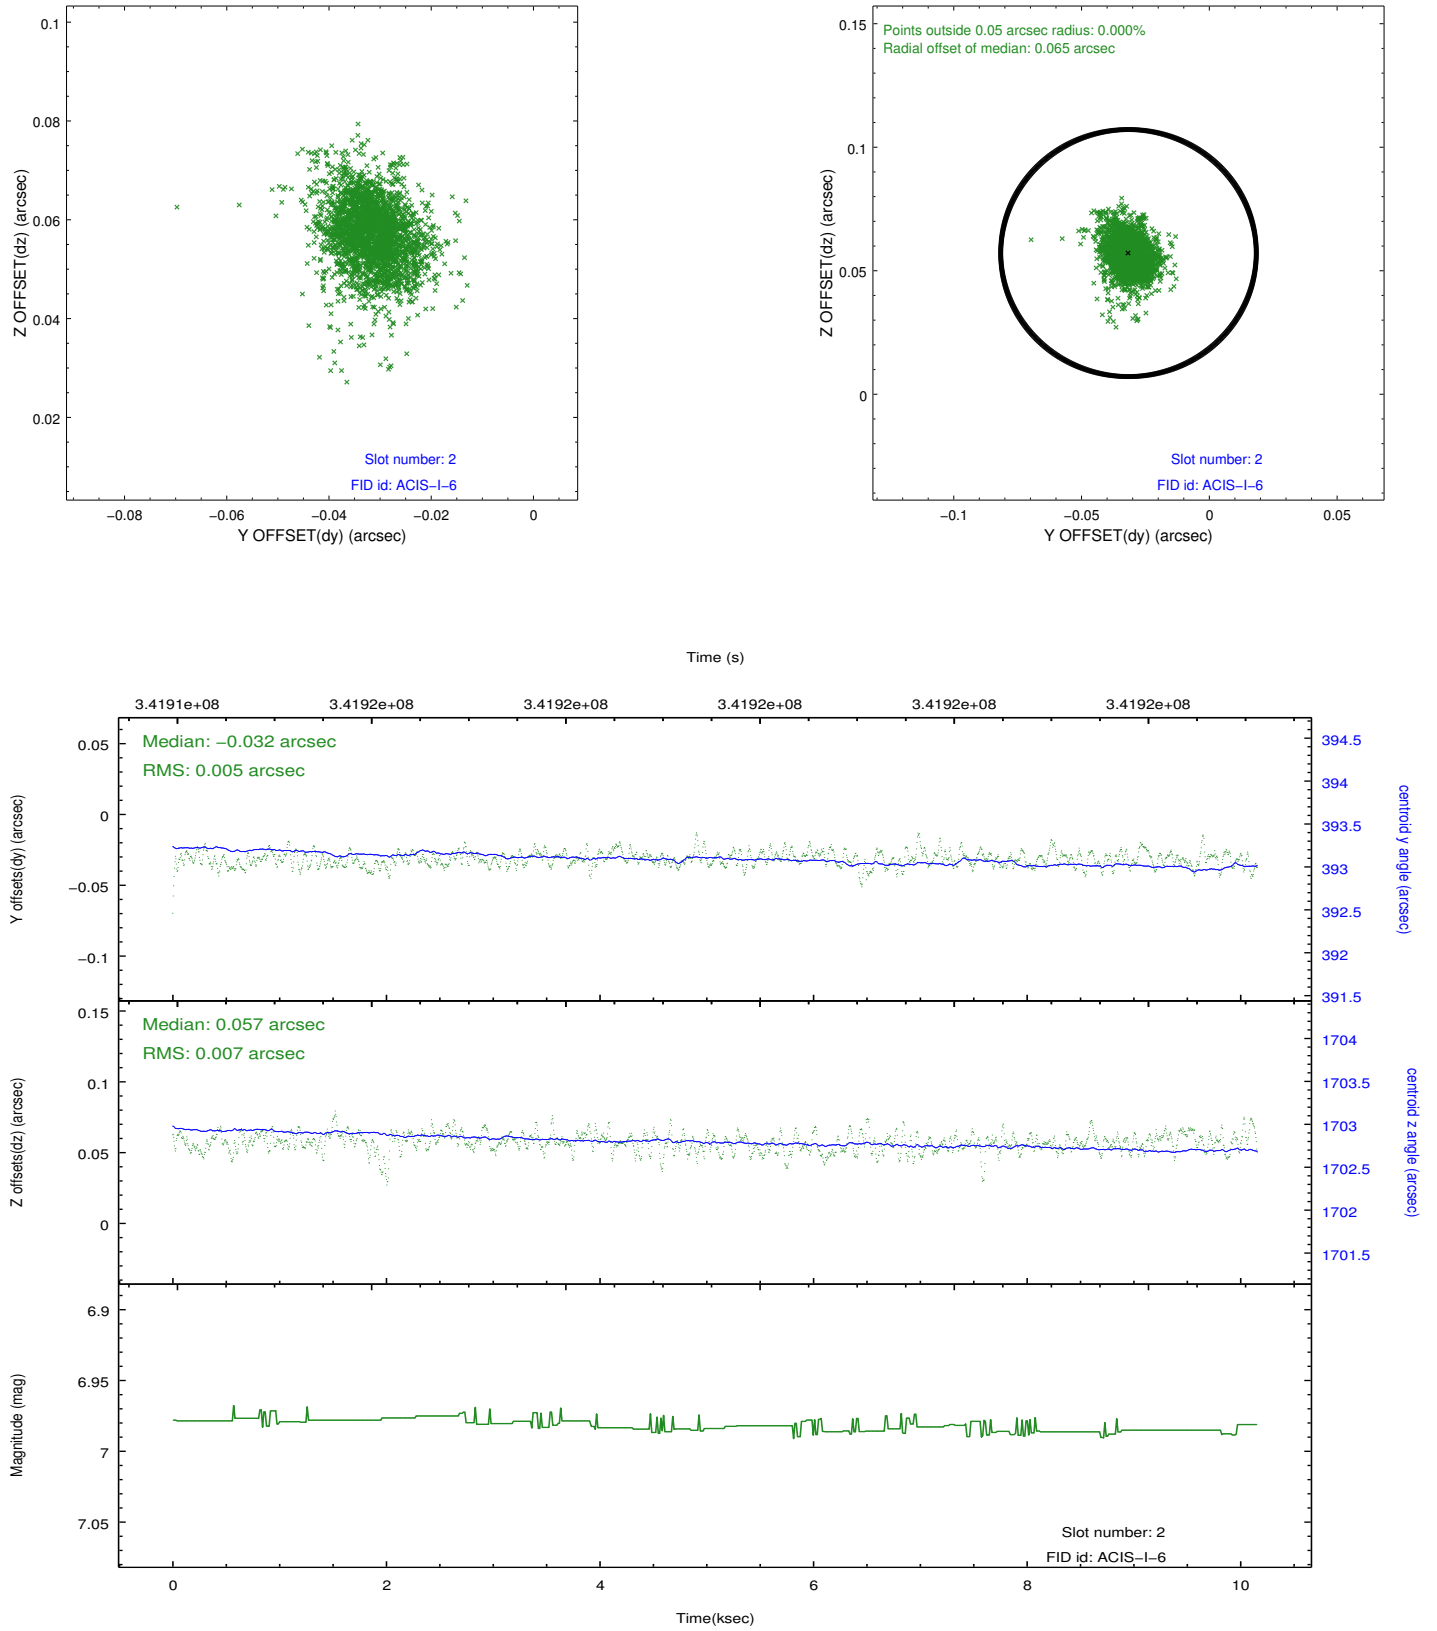 0.1
0.08
0.06
0.04
0.02
Z OFFSET(dz) (arcsec)
Slot number: 2
FID id: ACIS−I−6
−0.08 −0.06 −0.04 −0.02 0
Y OFFSET(dy) (arcsec)
Points outside 0.05 arcsec radius: 0.000%
Radial offset of median: 0.065 arcsec
0.15
0.1
0.05
0
Z OFFSET(dz) (arcsec)
Slot number: 2
FID id: ACIS−I−6
−0.1 −0.05 0 0.05
Y OFFSET(dy) (arcsec)
Time (s)
3.4191e+08 3.4192e+08 3.4192e+08 3.4192e+08 3.4192e+08 3.4192e+08
Median: −0.032 arcsec
RMS: 0.005 arcsec
0.05
0
−0.05
−0.1
Y offsets(dy) (arcsec)
394.5
394
393.5
393
392.5
392
391.5
centroid y angle (arcsec)
Median: 0.057 arcsec
RMS: 0.007 arcsec
0.15
0.1
0.05
0
Z offsets(dz) (arcsec)
1704
1703.5
1703
1702.5
1702
1701.5
centroid z angle (arcsec)
6.9
6.95
7
7.05
Magnitude (mag)
Slot number: 2
FID id: ACIS−I−6
0 2 4 6 8 10
Time(ksec)